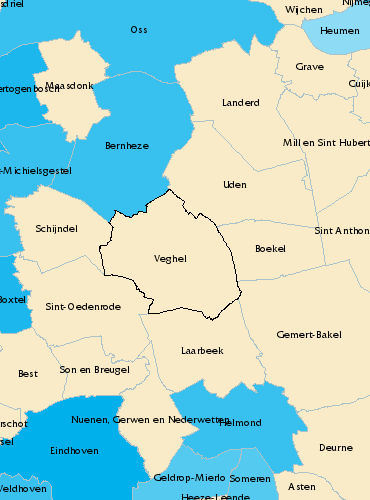 sdriel
Wijchen
Nijme
Oss
Heumen
Grave
Maasdonk
Cuijk
ertogenbosch
Landerd
Bernheze
Mill en Sint Hubert
-Michielsgestel
Uden
Schijndel
Sint Anthon
Boekel
Veghel
Boxtel
Sint-Oedenrode
Gemert-Bakel
Laarbeek
Best
Son en Breugel
erschot
Nuenen, Gerwen en Nederwetten
Helmond
sel
Eindhoven
Deurne
Geldrop-Mierlo
Someren
Veldhoven
Asten
Heeze-Leende